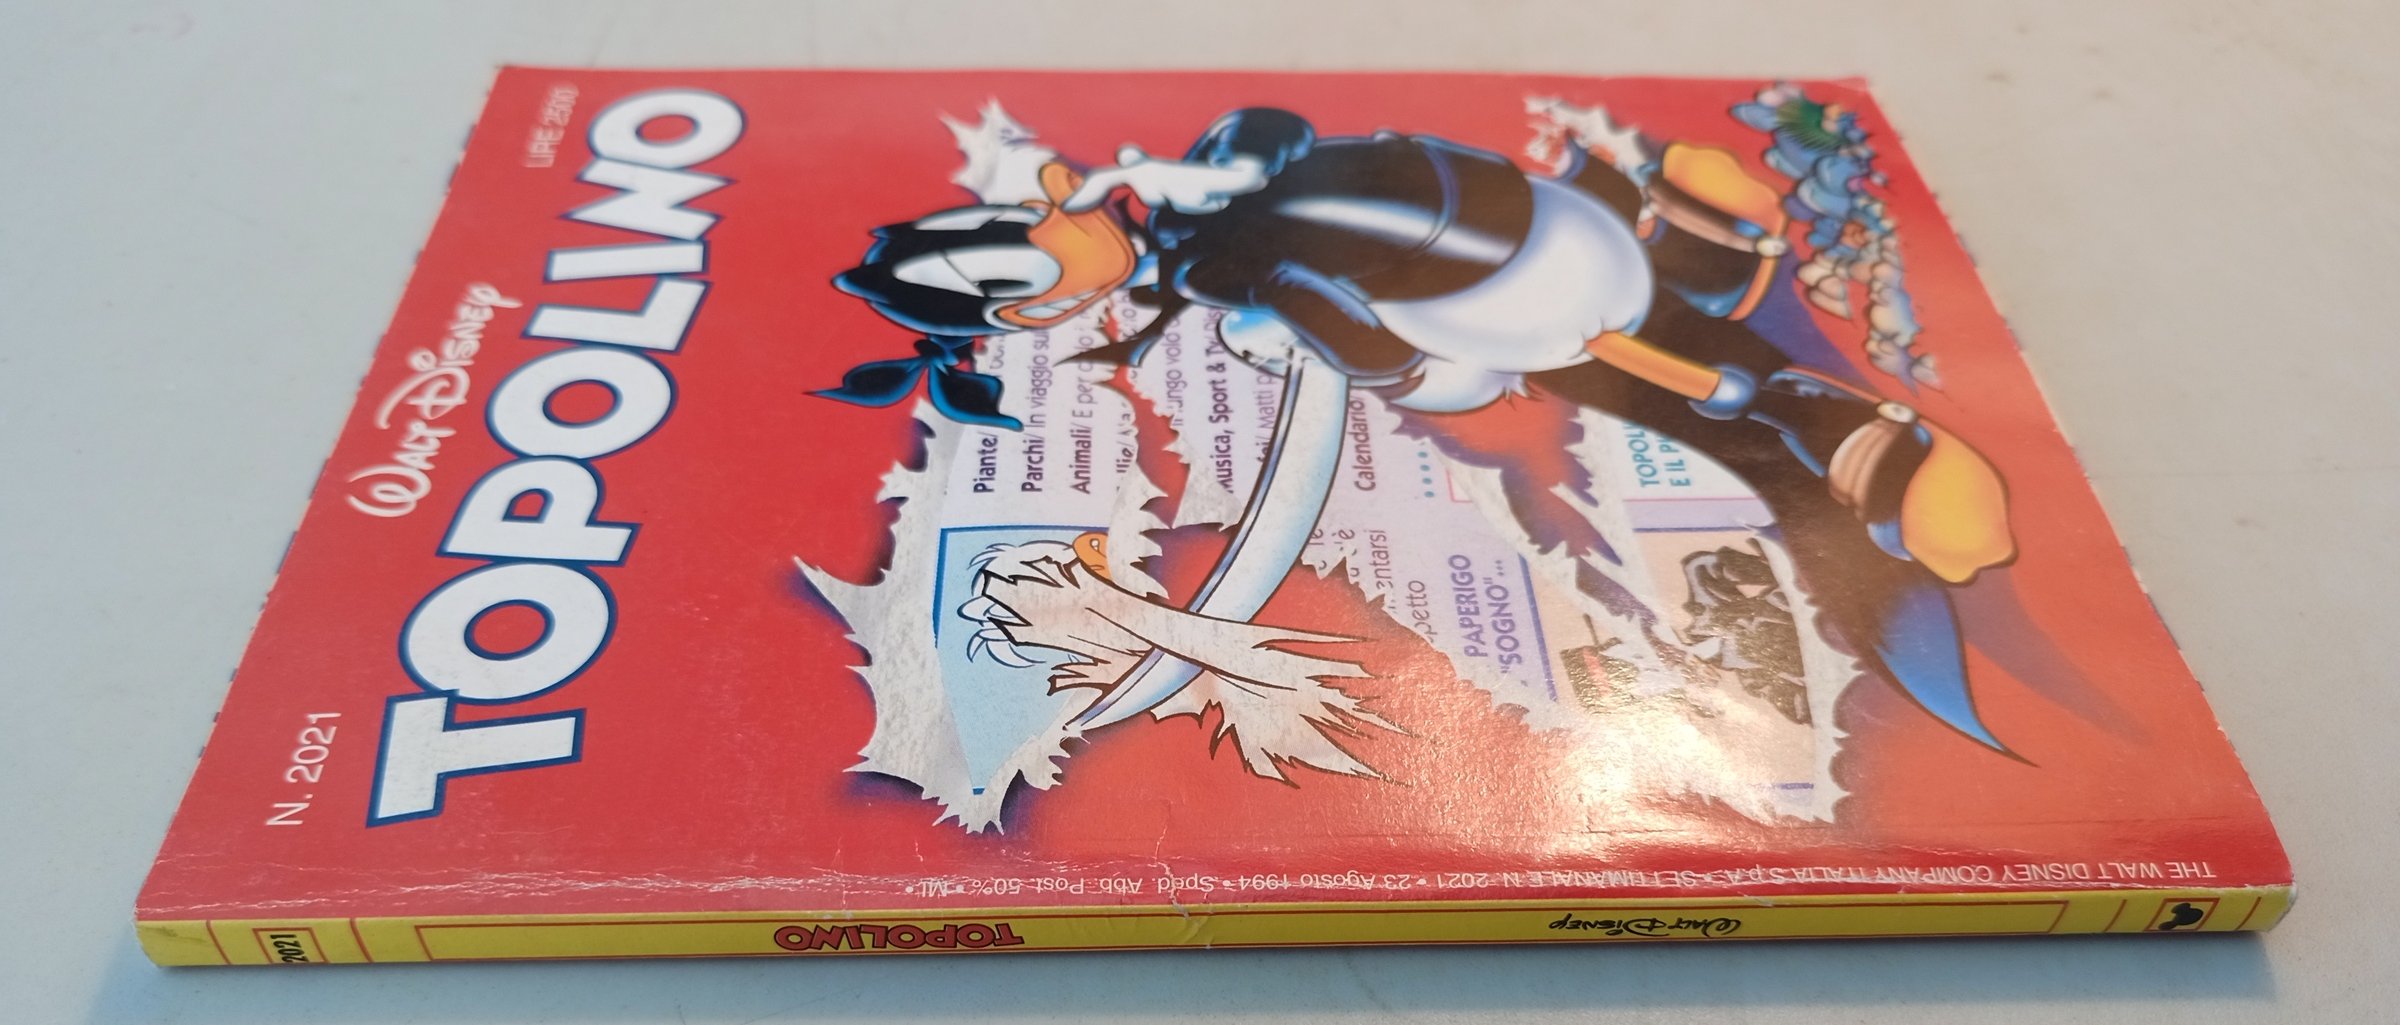 N. 2021
LIRE 2500
WALT DISNEY
TOPOLINO
Piante/
Parchi/ In viaggio su
Animali/ E per
Musica, Sport & Tv
Matti
Calendario
PAPERIGO
"SOGNO"...
TOPOLI
E IL
THE WALT DISNEY COMPANY ITALIA S.p.A. • SETTIMANALE N. 2021 • 23 Agosto 1994 • Sped. Abb. Post. 50% • MI •
WALT DISNEY
TOPOLINO
2021